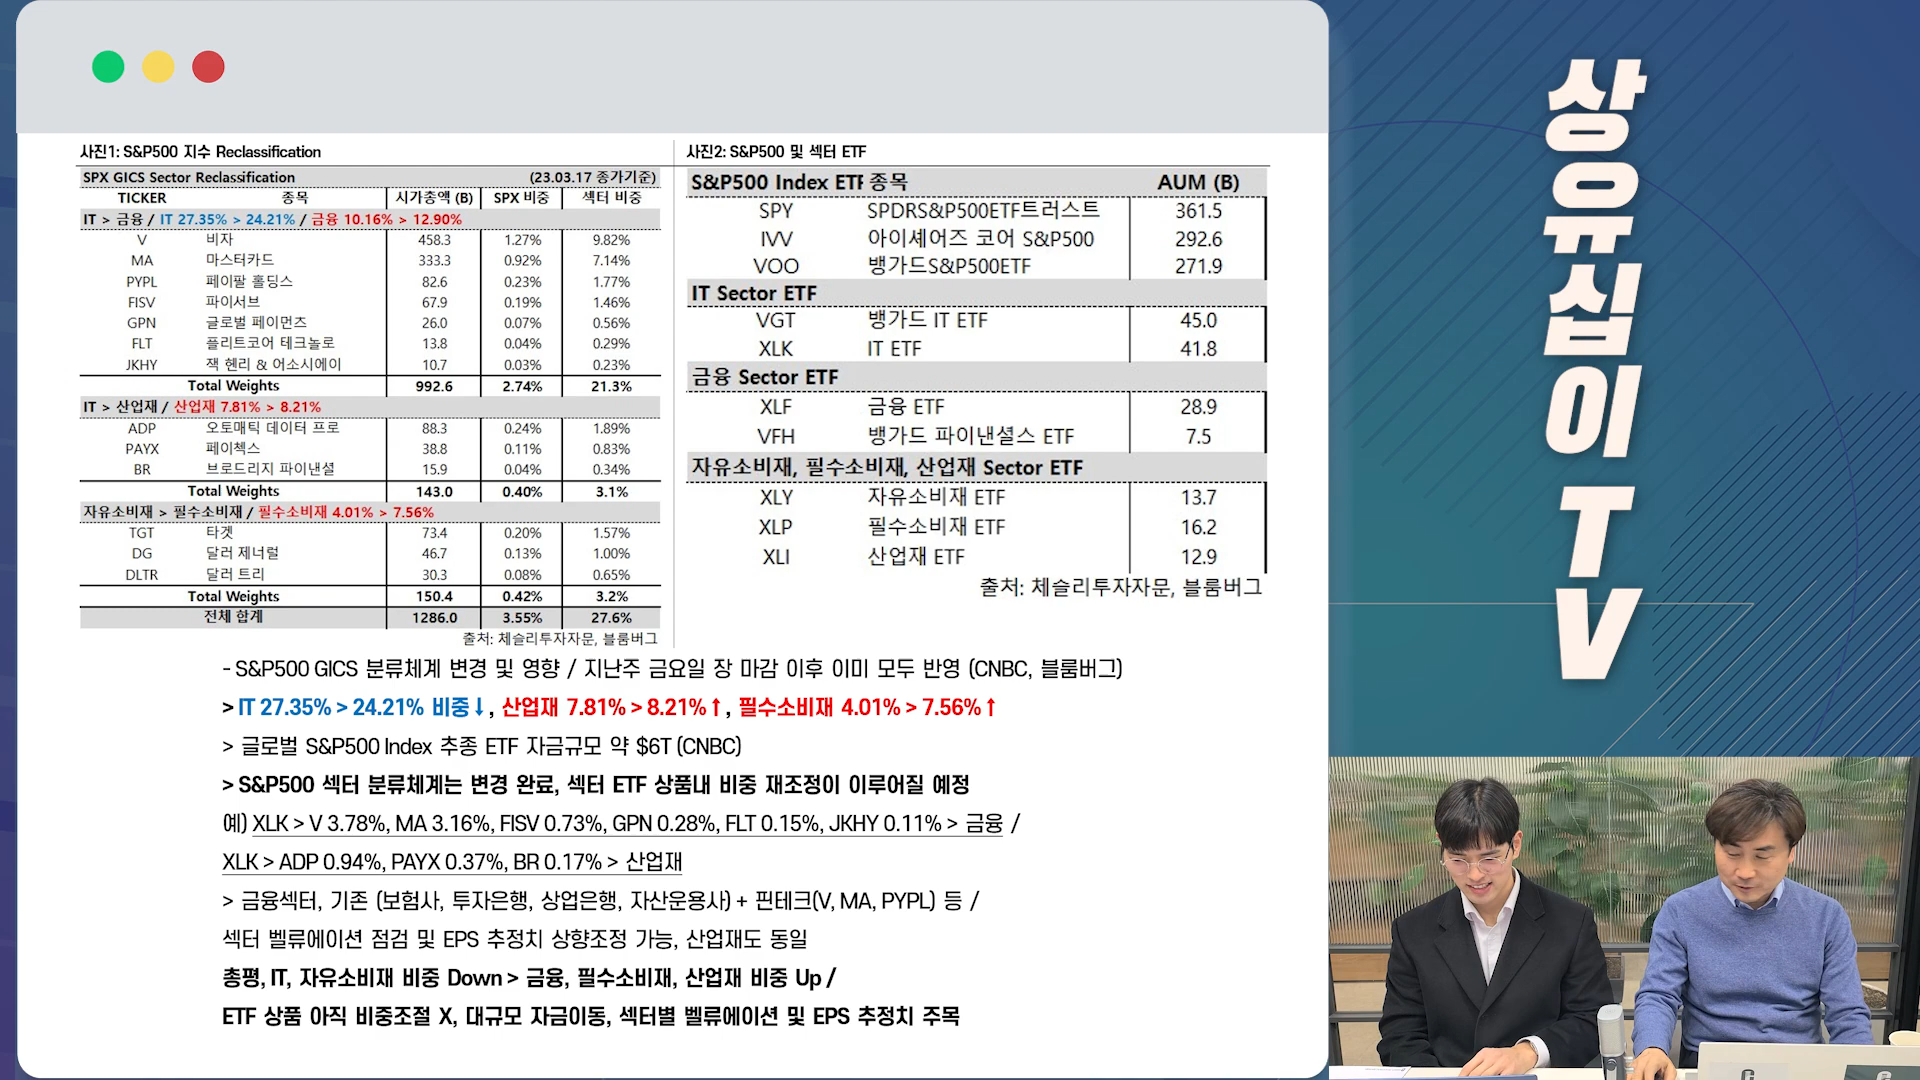 사진1: S&P500 지수 Reclassification
SPX GICS Sector Reclassification (23.03.17 종가기준)
TICKER 종목 시가총액 (B) SPX 비중 섹터 비중
IT > 금융 / IT 27.35% > 24.21% / 금융 10.16% > 12.90%
V 비자 458.3 1.27% 9.82%
MA 마스터카드 333.3 0.92% 7.14%
PYPL 페이팔 홀딩스 82.6 0.23% 1.77%
FISV 파이서브 67.9 0.19% 1.46%
GPN 글로벌 페이먼츠 26.0 0.07% 0.56%
FLT 플리트코어 테크놀로 13.8 0.04% 0.29%
JKHY 잭 헨리 & 어소시에이 10.7 0.03% 0.23%
Total Weights 992.6 2.74% 21.3%
IT > 산업재 / 산업재 7.81% > 8.21%
ADP 오토매틱 데이터 프로 88.3 0.24% 1.89%
PAYX 페이첵스 38.8 0.11% 0.83%
BR 브로드리지 파이낸셜 15.9 0.04% 0.34%
Total Weights 143.0 0.40% 3.1%
자유소비재 > 필수소비재 / 필수소비재 4.01% > 7.56%
TGT 타겟 73.4 0.20% 1.57%
DG 달러 제너럴 46.7 0.13% 1.00%
DLTR 달러 트리 30.3 0.08% 0.65%
Total Weights 150.4 0.42% 3.2%
전체 합계 1286.0 3.55% 27.6%
출처: 체슬리투자자문, 블룸버그
사진2: S&P500 및 섹터 ETF
S&P500 Index ETF 종목 AUM (B)
SPY SPDRS&P500ETF트러스트 361.5
IVV 아이셰어즈 코어 S&P500 292.6
VOO 뱅가드S&P500ETF 271.9
IT Sector ETF
VGT 뱅가드 IT ETF 45.0
XLK IT ETF 41.8
금융 Sector ETF
XLF 금융 ETF 28.9
VFH 뱅가드 파이낸셜스 ETF 7.5
자유소비재, 필수소비재, 산업재 Sector ETF
XLY 자유소비재 ETF 13.7
XLP 필수소비재 ETF 16.2
XLI 산업재 ETF 12.9
출처: 체슬리투자자문, 블룸버그
- S&P500 GICS 분류체계 변경 및 영향 / 지난주 금요일 장 마감 이후 이미 모두 반영 (CNBC, 블룸버그)
> IT 27.35% > 24.21% 비중↓, 산업재 7.81% > 8.21%↑, 필수소비재 4.01% > 7.56%↑
> 글로벌 S&P500 Index 추종 ETF 자금규모 약 $6T (CNBC)
> S&P500 섹터 분류체계는 변경 완료, 섹터 ETF 상품내 비중 재조정이 이루어질 예정
예) XLK > V 3.78%, MA 3.16%, FISV 0.73%, GPN 0.28%, FLT 0.15%, JKHY 0.11% > 금융 /
XLK > ADP 0.94%, PAYX 0.37%, BR 0.17% > 산업재
> 금융섹터, 기존 (보험사, 투자은행, 상업은행, 자산운용사) + 핀테크(V, MA, PYPL) 등 /
섹터 벨류에이션 점검 및 EPS 추정치 상향조정 가능, 산업재도 동일
총평, IT, 자유소비재 비중 Down > 금융, 필수소비재, 산업재 비중 Up /
ETF 상품 아직 비중조절 X, 대규모 자금이동, 섹터별 벨류에이션 및 EPS 추정치 주목
상유십이 TV